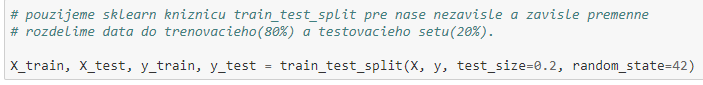 # pouzijeme sklearn kniznicu train_test_split pre nase nezavisle a zavisle premenne
# rozdelime data do trenovacieho(80%) a testovacieho setu(20%).
X_train, X_test, y_train, y_test = train_test_split(X, y, test_size=0.2, random_state=42)